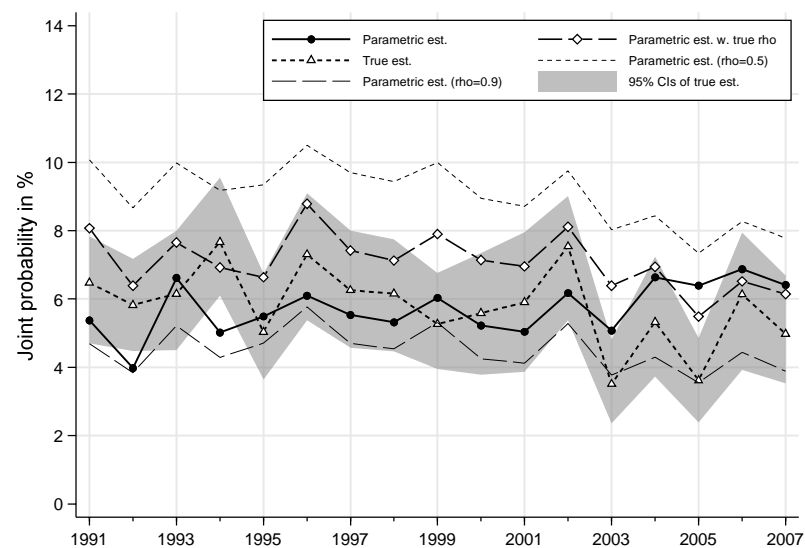 Parametric est.
Parametric est. w. true rho
True est.
Parametric est. (rho=0.5)
Parametric est. (rho=0.9)
95% CIs of true est.
Joint probability in %
14
12
10
8
6
4
2
0
1991 1993 1995 1997 1999 2001 2003 2005 2007